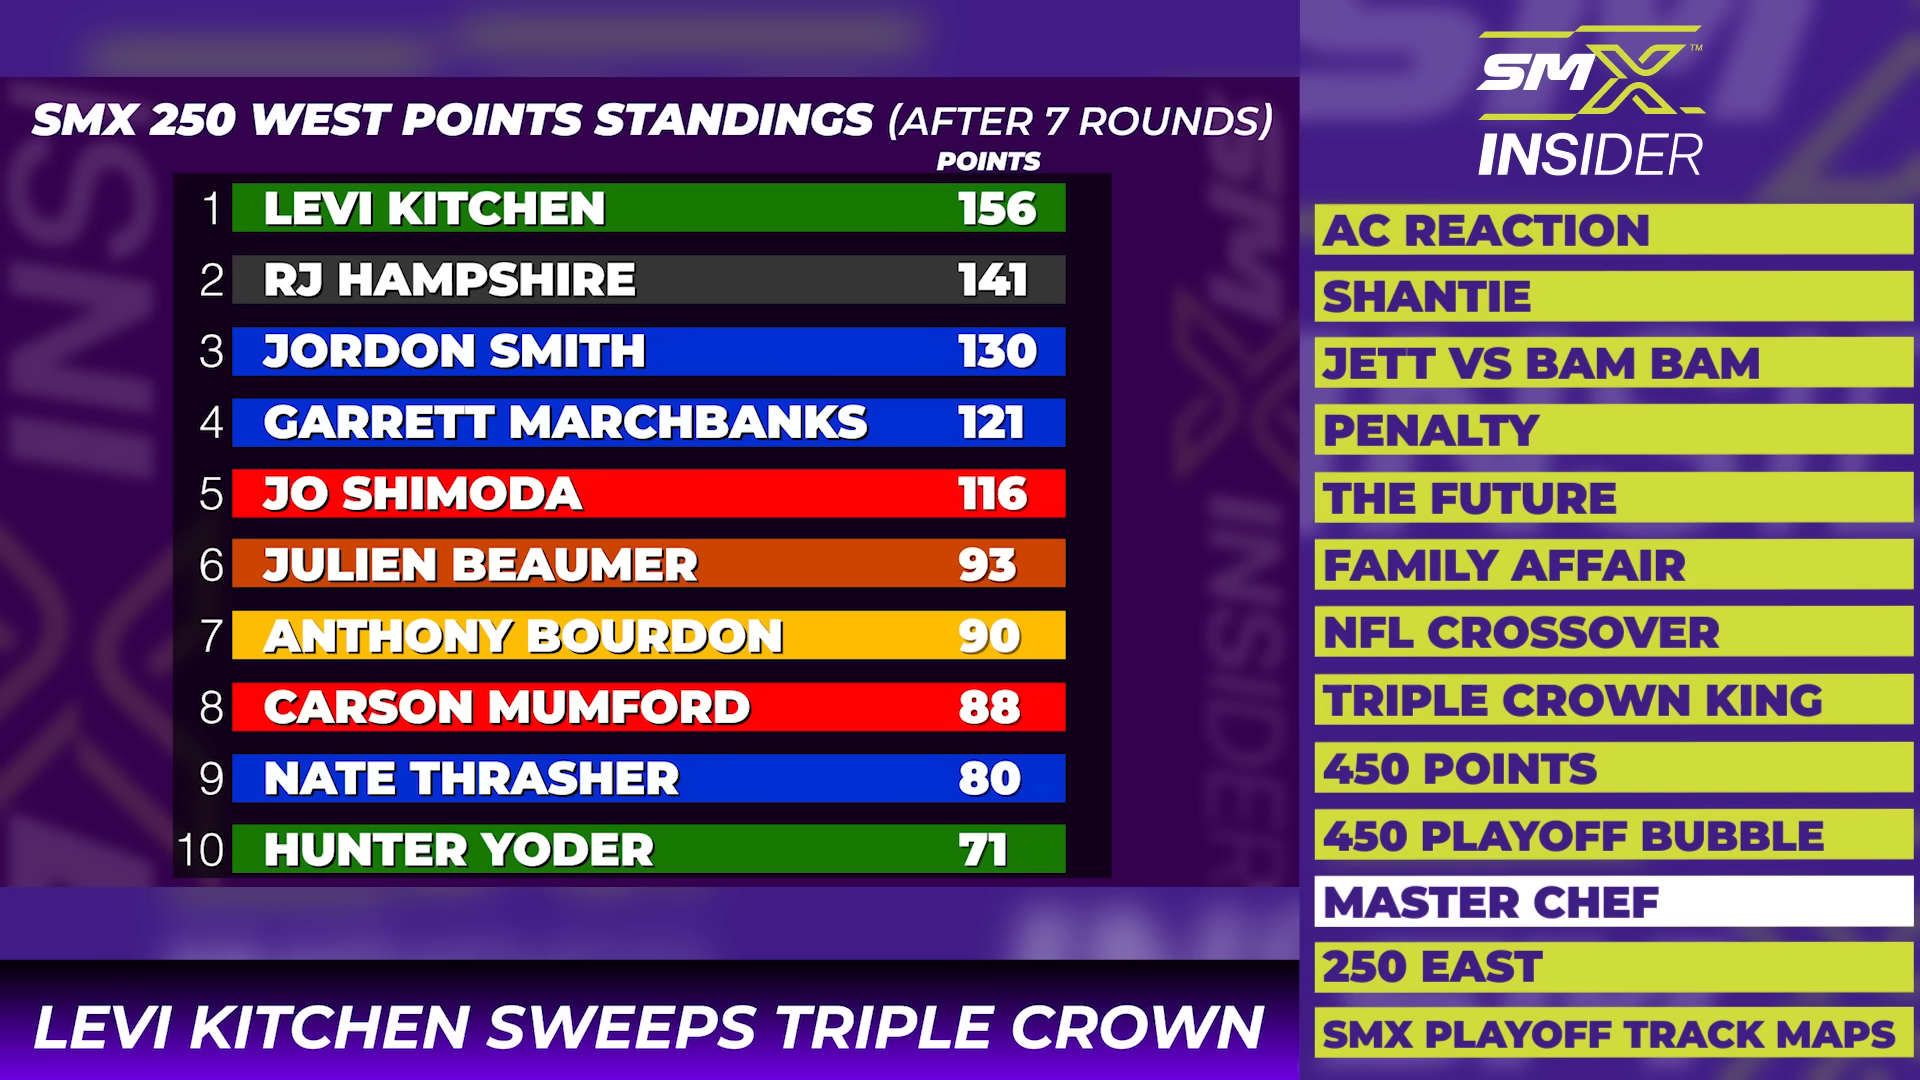 SMX 250 WEST POINTS STANDINGS (AFTER 7 ROUNDS)
POINTS
1 LEVI KITCHEN 156
2 RJ HAMPSHIRE 141
3 JORDON SMITH 130
4 GARRETT MARCHBANKS 121
5 JO SHIMODA 116
6 JULIEN BEAUMER 93
7 ANTHONY BOURDON 90
8 CARSON MUMFORD 88
9 NATE THRASHER 80
10 HUNTER YODER 71
LEVI KITCHEN SWEEPS TRIPLE CROWN
SMX™
INSIDER
AC REACTION
SHANTIE
JETT VS BAM BAM
PENALTY
THE FUTURE
FAMILY AFFAIR
NFL CROSSOVER
TRIPLE CROWN KING
450 POINTS
450 PLAYOFF BUBBLE
MASTER CHEF
250 EAST
SMX PLAYOFF TRACK MAPS